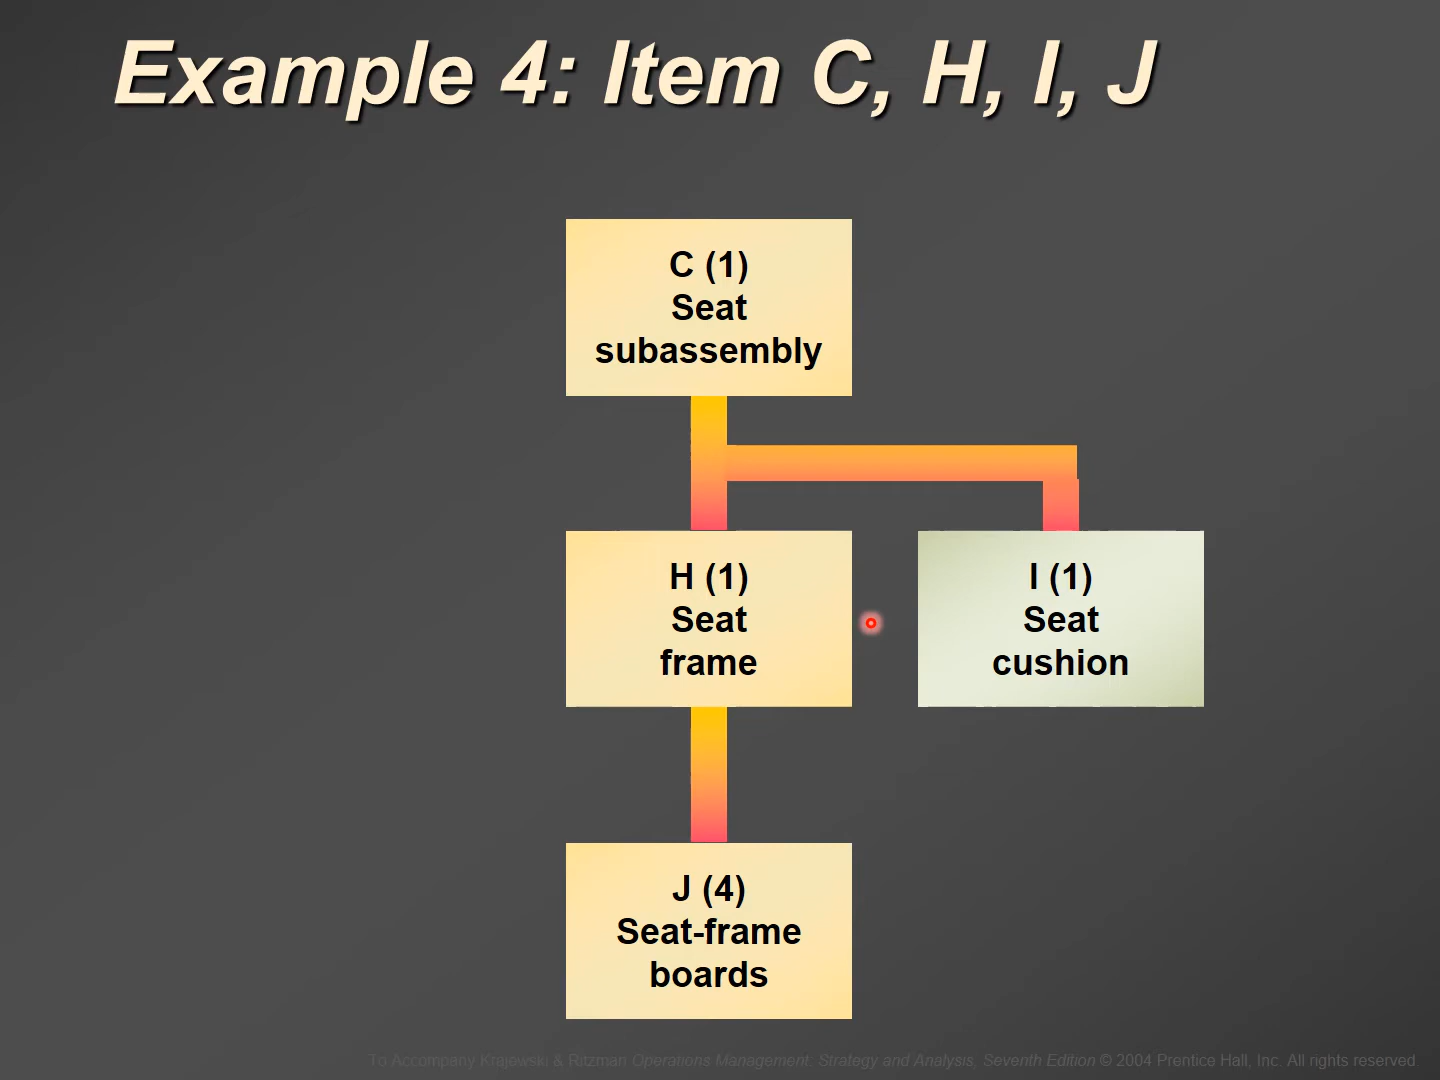 Example 4: Item C, H, I, J
C (1)
Seat
subassembly
H (1)
Seat
frame
I (1)
Seat
cushion
J (4)
Seat-frame
boards
To Accompany Krajewski & Ritzman Operations Management: Strategy and Analysis, Seventh Edition © 2004 Prentice Hall, Inc. All rights reserved